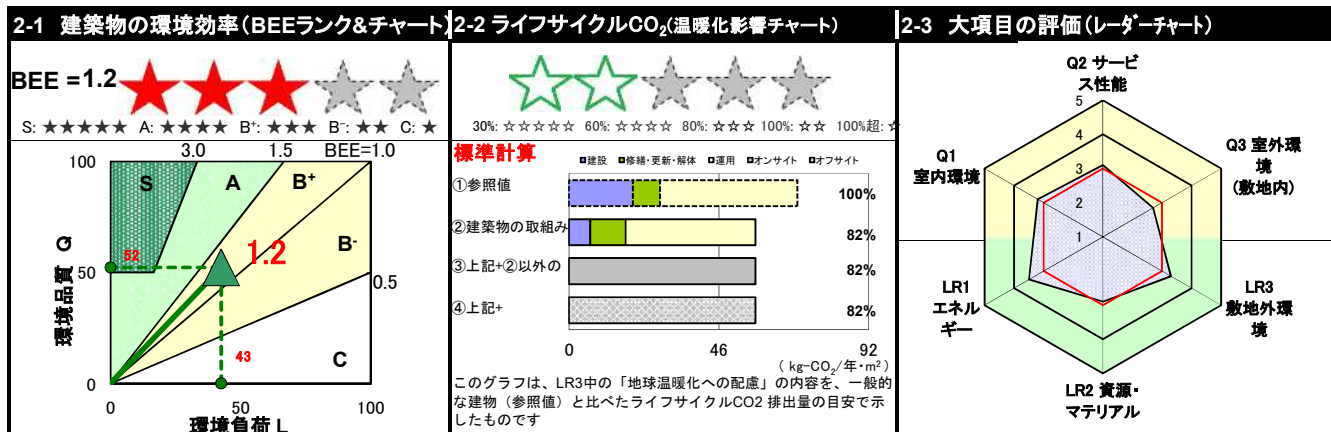 2-1 建築物の環境効率(BEEランク&チャート)
BEE = 1.2
S: ★★★★★ A: ★★★★ B⁺: ★★★ B⁻: ★★ C: ★
3.0 1.5 BEE=1.0
100
S
A
B⁺
B⁻
C
52
1.2
50
0.5
43
0
0 50 100
環境品質 Q
環境負荷 L
2-2 ライフサイクルCO₂(温暖化影響チャート)
30%: ☆☆☆☆☆ 60%: ☆☆☆☆ 80%: ☆☆☆ 100%: ☆☆ 100%超: ☆
標準計算
■建設 ■修繕・更新・解体 □運用 ■オンサイト ■オフサイト
①参照値 100%
②建築物の取組み 82%
③上記+②以外の 82%
④上記+ 82%
0 46 92
( kg-CO₂/年・m²)
このグラフは、LR3中の「地球温暖化への配慮」の内容を、一般的
な建物(参照値)と比べたライフサイクルCO2 排出量の目安で示
したものです
2-3 大項目の評価(レーダーチャート)
Q2 サービ
ス性能
5
4
3
2
1
Q1
室内環境
Q3 室外環
境
(敷地内)
LR1
エネル
ギー
LR3
敷地外環
境
LR2 資源・
マテリアル